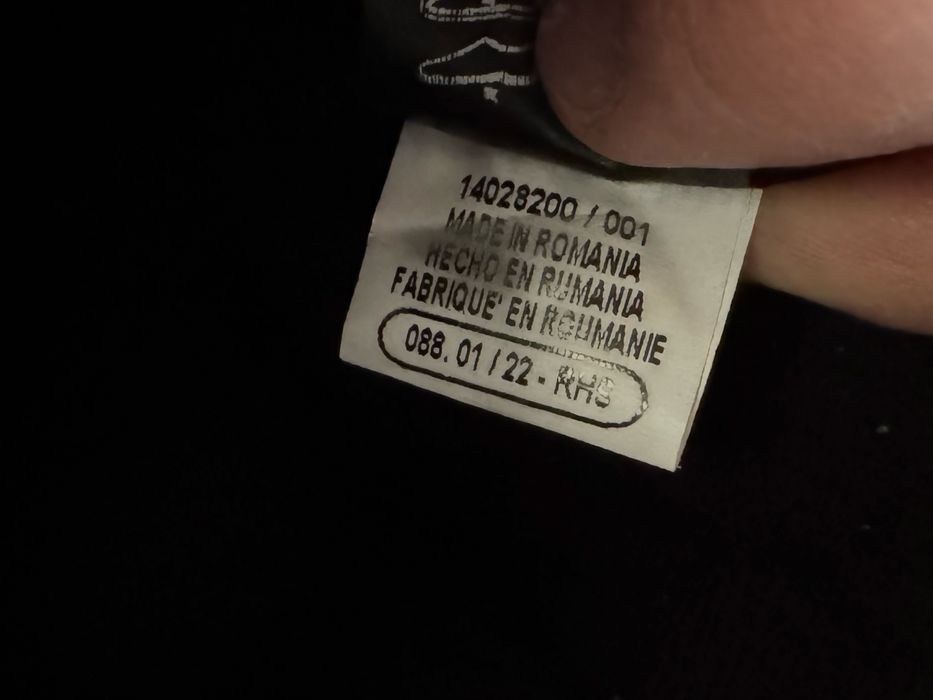 14028200 / 001
MADE IN ROMANIA
HECHO EN RUMANIA
FABRIQUE' EN ROUMANIE
088. 01 / 22 - RHS